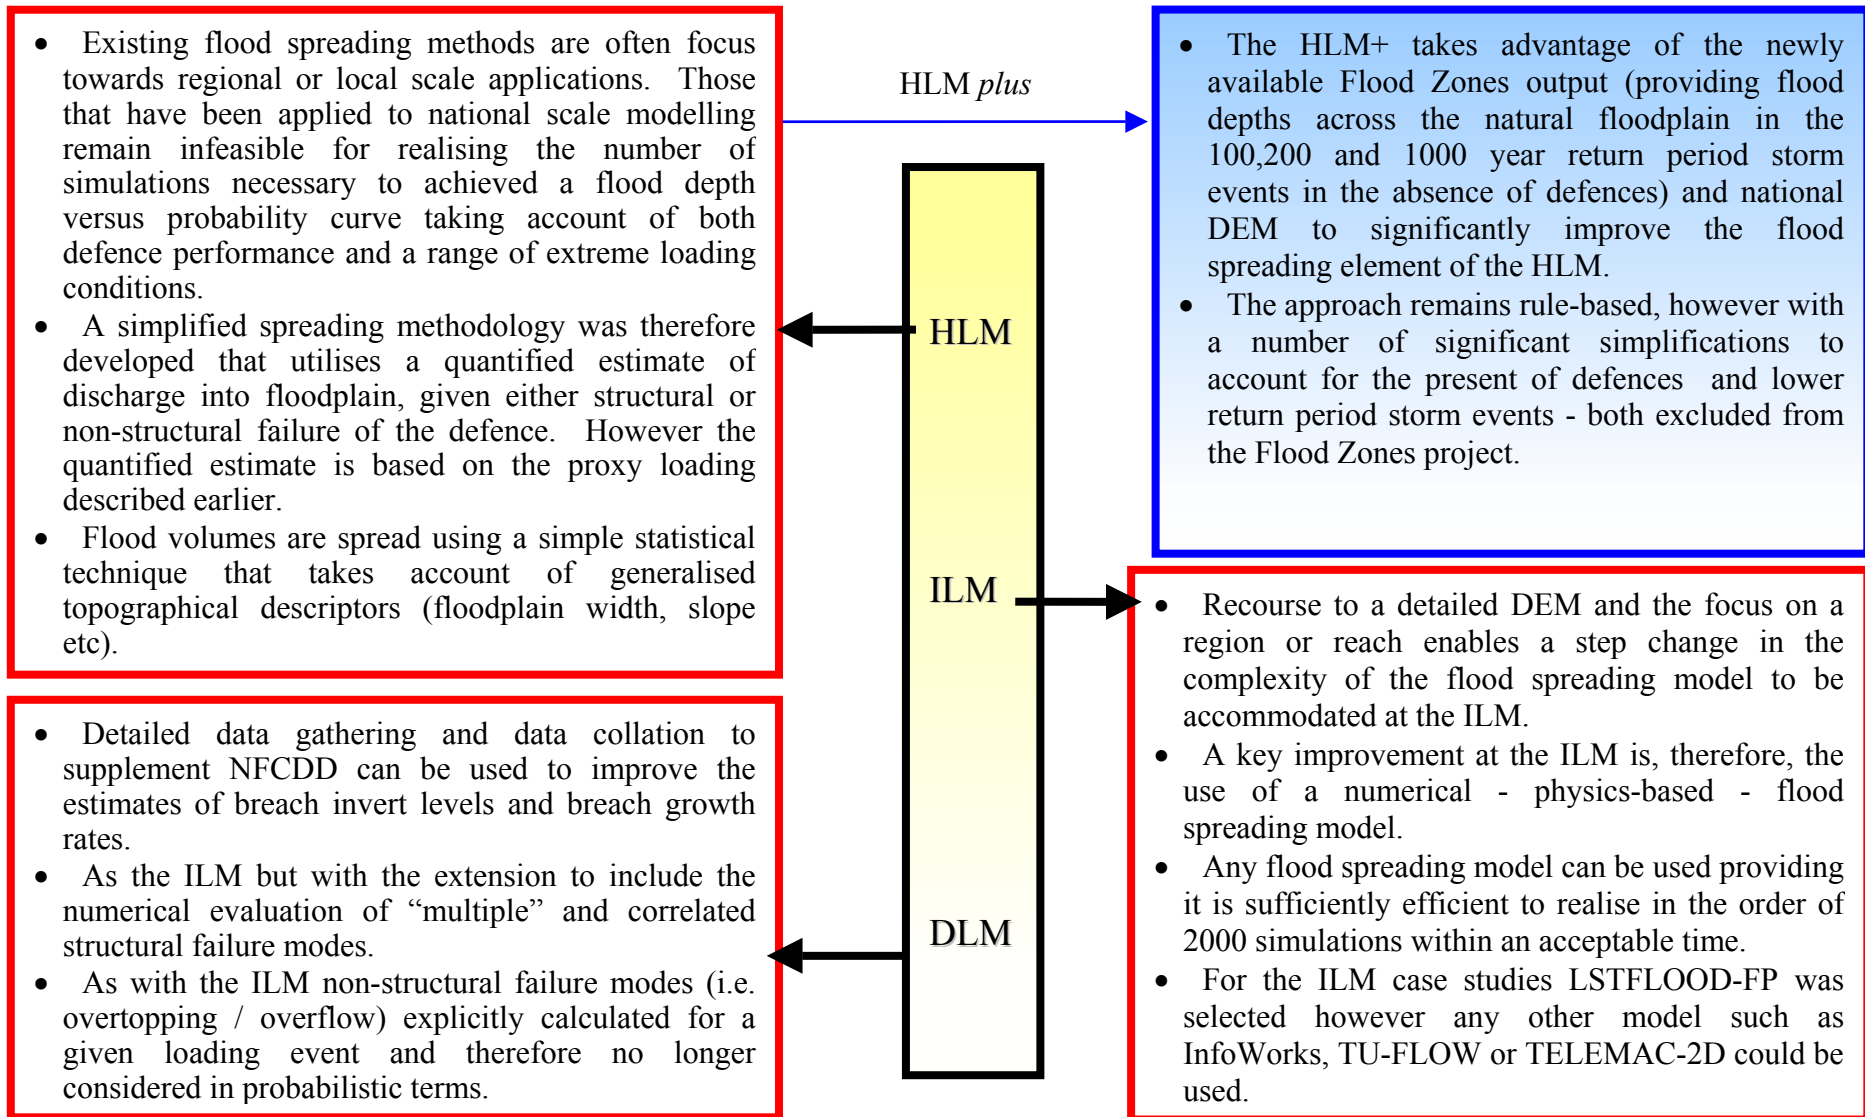 • Existing flood spreading methods are often focus
towards regional or local scale applications. Those
that have been applied to national scale modelling
remain infeasible for realising the number of
simulations necessary to achieved a flood depth
versus probability curve taking account of both
defence performance and a range of extreme loading
conditions.
• A simplified spreading methodology was therefore
developed that utilises a quantified estimate of
discharge into floodplain, given either structural or
non-structural failure of the defence. However the
quantified estimate is based on the proxy loading
described earlier.
• Flood volumes are spread using a simple statistical
technique that takes account of generalised
topographical descriptors (floodplain width, slope
etc).
HLM plus
• The HLM+ takes advantage of the newly
available Flood Zones output (providing flood
depths across the natural floodplain in the
100,200 and 1000 year return period storm
events in the absence of defences) and national
DEM to significantly improve the flood
spreading element of the HLM.
• The approach remains rule-based, however with
a number of significant simplifications to
account for the present of defences and lower
return period storm events - both excluded from
the Flood Zones project.
HLM
ILM
DLM
• Detailed data gathering and data collation to
supplement NFCDD can be used to improve the
estimates of breach invert levels and breach growth
rates.
• As the ILM but with the extension to include the
numerical evaluation of “multiple” and correlated
structural failure modes.
• As with the ILM non-structural failure modes (i.e.
overtopping / overflow) explicitly calculated for a
given loading event and therefore no longer
considered in probabilistic terms.
• Recourse to a detailed DEM and the focus on a
region or reach enables a step change in the
complexity of the flood spreading model to be
accommodated at the ILM.
• A key improvement at the ILM is, therefore, the
use of a numerical - physics-based - flood
spreading model.
• Any flood spreading model can be used providing
it is sufficiently efficient to realise in the order of
2000 simulations within an acceptable time.
• For the ILM case studies LSTFLOOD-FP was
selected however any other model such as
InfoWorks, TU-FLOW or TELEMAC-2D could be
used.